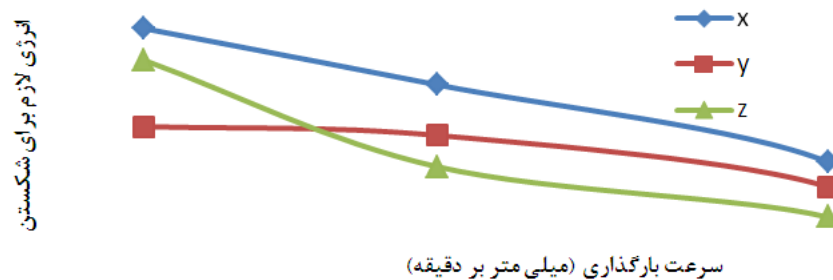 x
y
z
انرژی لازم برای شکستن
سرعت بارگذاری (میلی متر بر دقیقه)